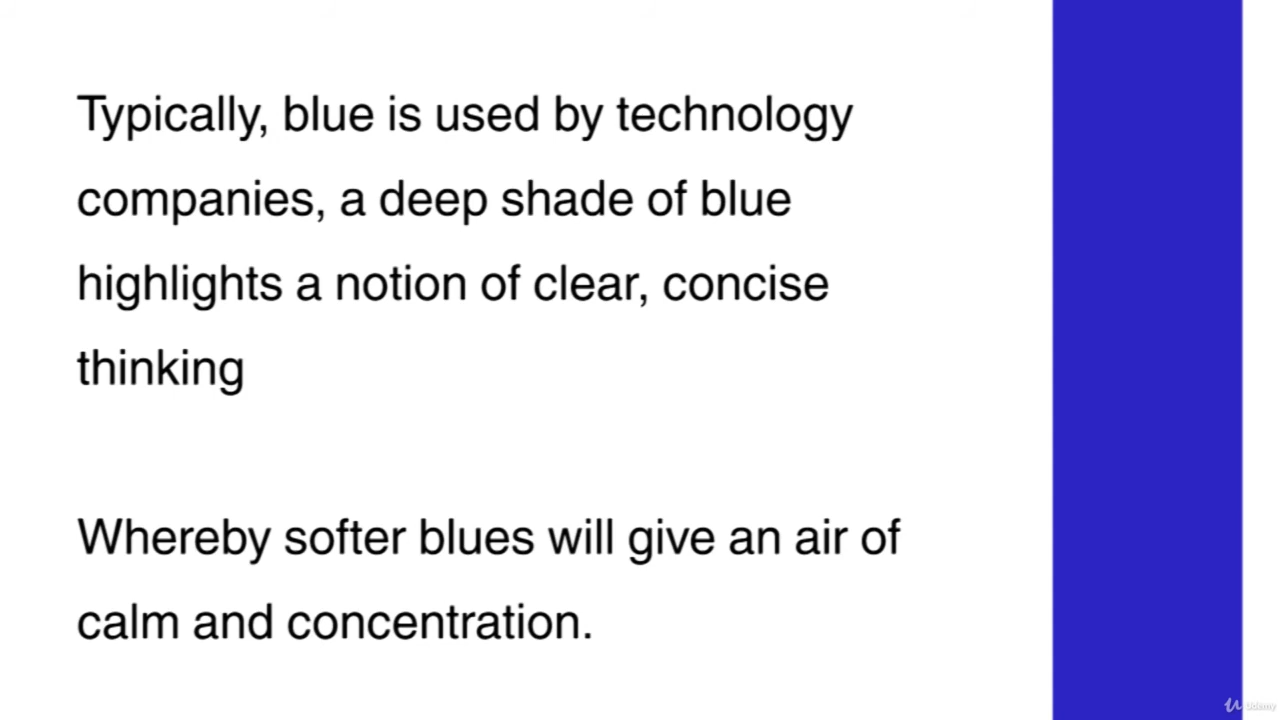 Typically, blue is used by technology
companies, a deep shade of blue
highlights a notion of clear, concise
thinking
Whereby softer blues will give an air of
calm and concentration.
Udemy